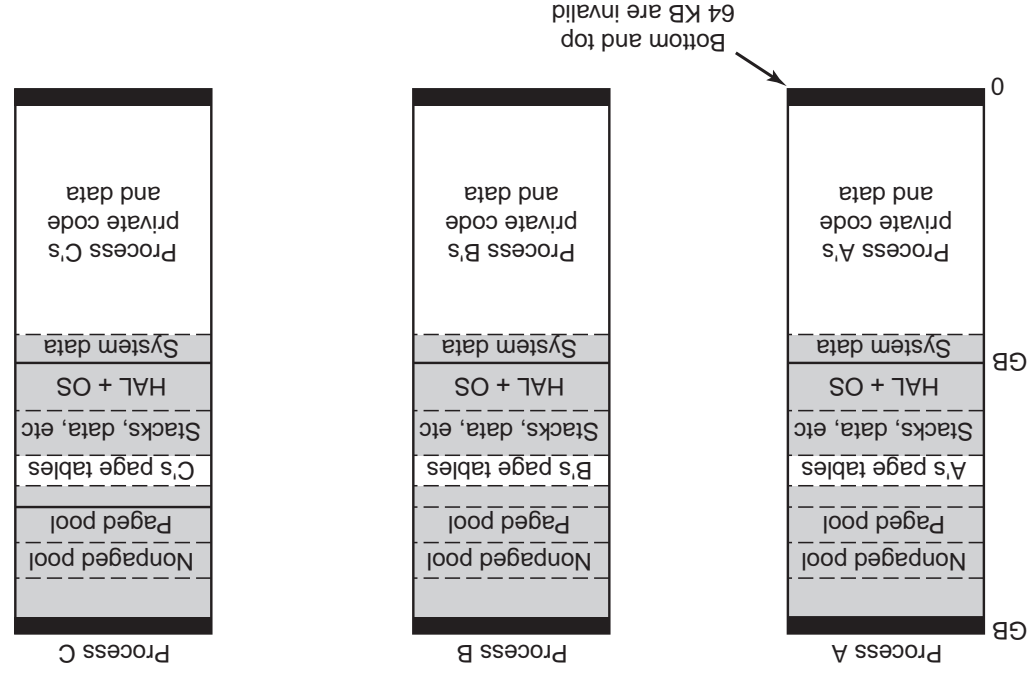 Process A
Process B
Process C
GB
Nonpaged pool
Nonpaged pool
Nonpaged pool
Paged pool
Paged pool
Paged pool
A's page tables
B's page tables
C's page tables
Stacks, data, etc
Stacks, data, etc
Stacks, data, etc
HAL + OS
HAL + OS
HAL + OS
GB
System data
System data
System data
Process A's
private code
and data
Process B's
private code
and data
Process C's
private code
and data
0
Bottom and top
64 KB are invalid